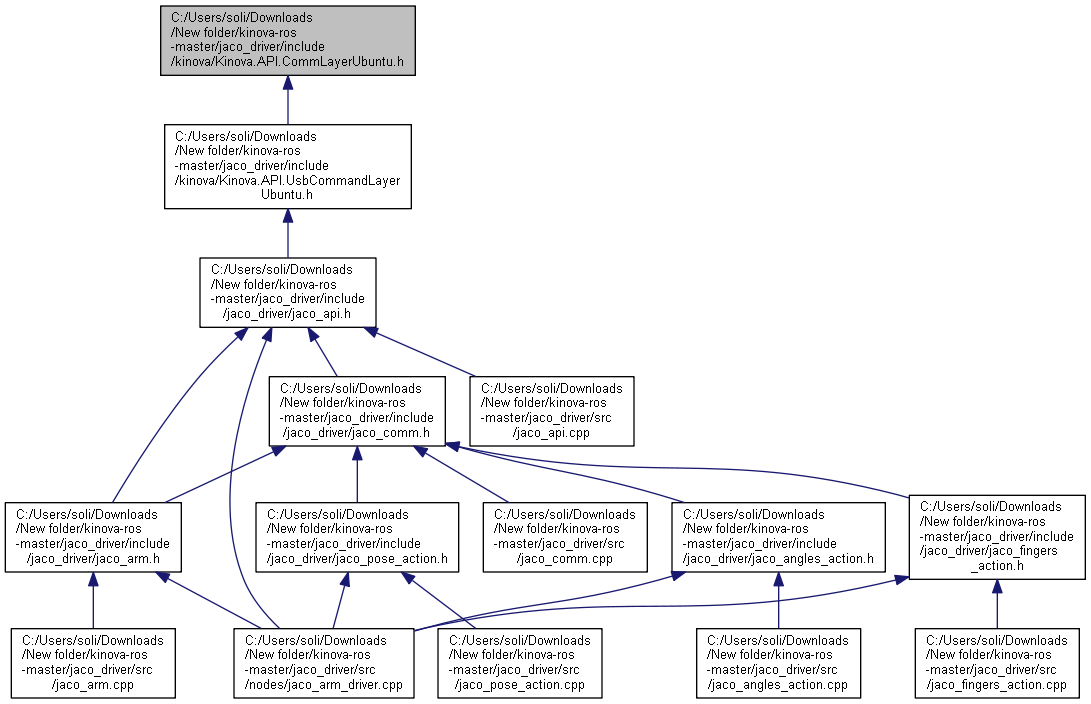 C:/Users/soli/Downloads
/New folder/kinova-ros
-master/jaco_driver/include
/kinova/Kinova.API.CommLayerUbuntu.h
C:/Users/soli/Downloads
/New folder/kinova-ros
-master/jaco_driver/include
/kinova/Kinova.API.UsbCommandLayer
Ubuntu.h
C:/Users/soli/Downloads
/New folder/kinova-ros
-master/jaco_driver/include
/jaco_driver/jaco_api.h
C:/Users/soli/Downloads
/New folder/kinova-ros
-master/jaco_driver/include
/jaco_driver/jaco_comm.h
C:/Users/soli/Downloads
/New folder/kinova-ros
-master/jaco_driver/src
/jaco_api.cpp
C:/Users/soli/Downloads
/New folder/kinova-ros
-master/jaco_driver/include
/jaco_driver/jaco_arm.h
C:/Users/soli/Downloads
/New folder/kinova-ros
-master/jaco_driver/include
/jaco_driver/jaco_pose_action.h
C:/Users/soli/Downloads
/New folder/kinova-ros
-master/jaco_driver/src
/jaco_comm.cpp
C:/Users/soli/Downloads
/New folder/kinova-ros
-master/jaco_driver/include
/jaco_driver/jaco_angles_action.h
C:/Users/soli/Downloads
/New folder/kinova-ros
-master/jaco_driver/include
/jaco_driver/jaco_fingers
_action.h
C:/Users/soli/Downloads
/New folder/kinova-ros
-master/jaco_driver/src
/jaco_arm.cpp
C:/Users/soli/Downloads
/New folder/kinova-ros
-master/jaco_driver/src
/nodes/jaco_arm_driver.cpp
C:/Users/soli/Downloads
/New folder/kinova-ros
-master/jaco_driver/src
/jaco_pose_action.cpp
C:/Users/soli/Downloads
/New folder/kinova-ros
-master/jaco_driver/src
/jaco_angles_action.cpp
C:/Users/soli/Downloads
/New folder/kinova-ros
-master/jaco_driver/src
/jaco_fingers_action.cpp